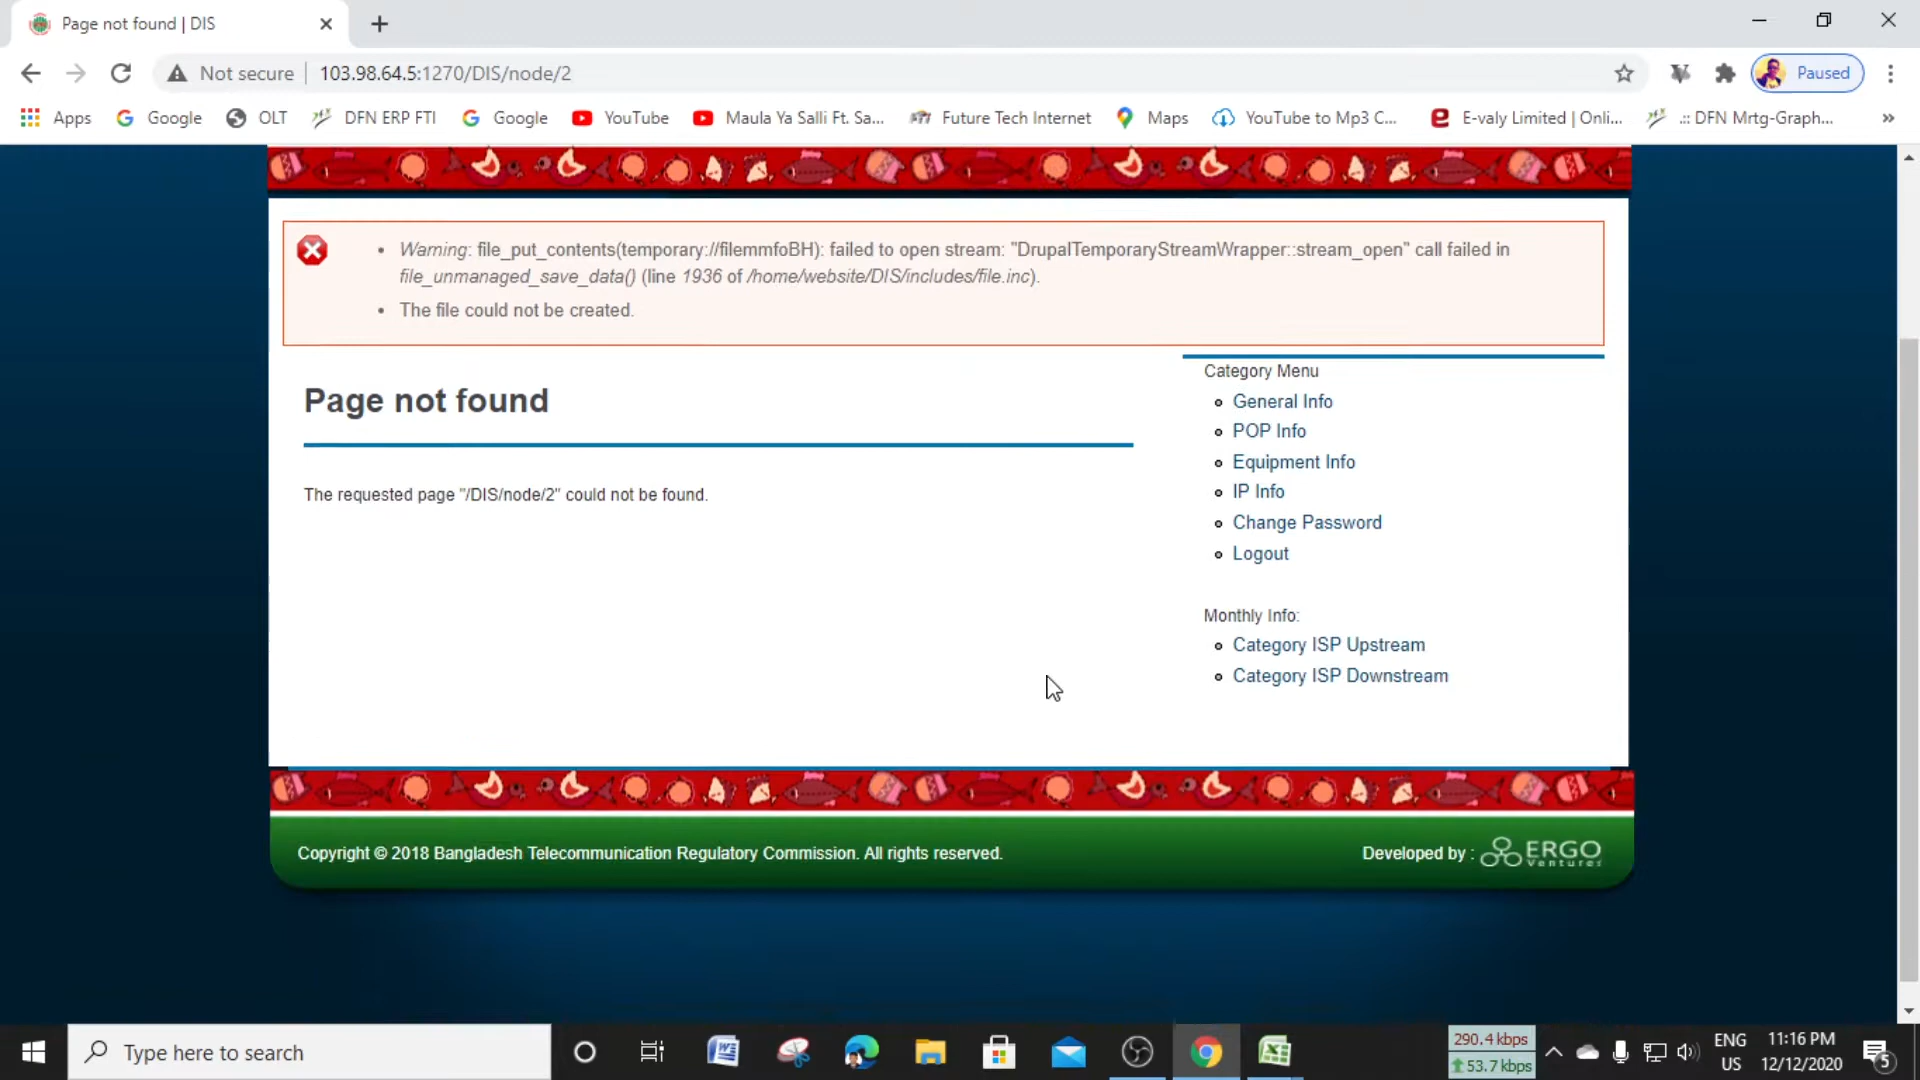 Page not found | DIS
Not secure
103.98.64.5:1270/DIS/node/2
Paused
Apps
Google
OLT
DFN ERP FTI
Google
YouTube
Maula Ya Salli Ft. Sa...
Future Tech Internet
Maps
YouTube to Mp3 C...
E-valy Limited | Onli...
.:: DFN Mrtg-Graph...
»
Warning: file_put_contents(temporary://filemmfoBH): failed to open stream: "DrupalTemporaryStreamWrapper::stream_open" call failed in
file_unmanaged_save_data() (line 1936 of /home/website/DIS/includes/file.inc).
The file could not be created.
Page not found
The requested page "/DIS/node/2" could not be found.
Category Menu
General Info
POP Info
Equipment Info
IP Info
Change Password
Logout
Monthly Info:
Category ISP Upstream
Category ISP Downstream
Copyright © 2018 Bangladesh Telecommunication Regulatory Commission. All rights reserved.
Developed by :
ERGO
Ventures
Type here to search
290.4 kbps
53.7 kbps
ENG
US
11:16 PM
12/12/2020
5